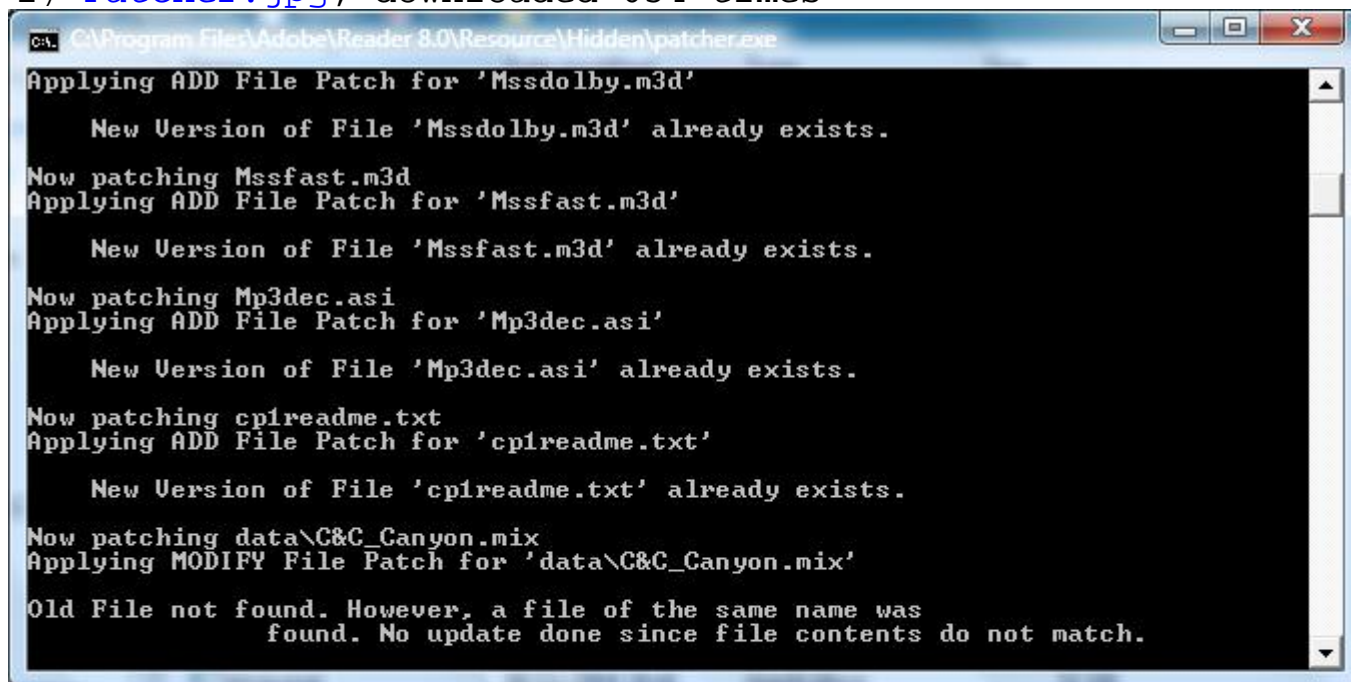 Patcher.jpg, downloaded 654 times
C:\Program Files\Adobe\Reader 8.0\Resource\Hidden\patcher.exe
Applying ADD File Patch for 'Mssdolby.m3d'
New Version of File 'Mssdolby.m3d' already exists.
Now patching Mssfast.m3d
Applying ADD File Patch for 'Mssfast.m3d'
New Version of File 'Mssfast.m3d' already exists.
Now patching Mp3dec.asi
Applying ADD File Patch for 'Mp3dec.asi'
New Version of File 'Mp3dec.asi' already exists.
Now patching cp1readme.txt
Applying ADD File Patch for 'cp1readme.txt'
New Version of File 'cp1readme.txt' already exists.
Now patching data\C&C_Canyon.mix
Applying MODIFY File Patch for 'data\C&C_Canyon.mix'
Old File not found. However, a file of the same name was
found. No update done since file contents do not match.